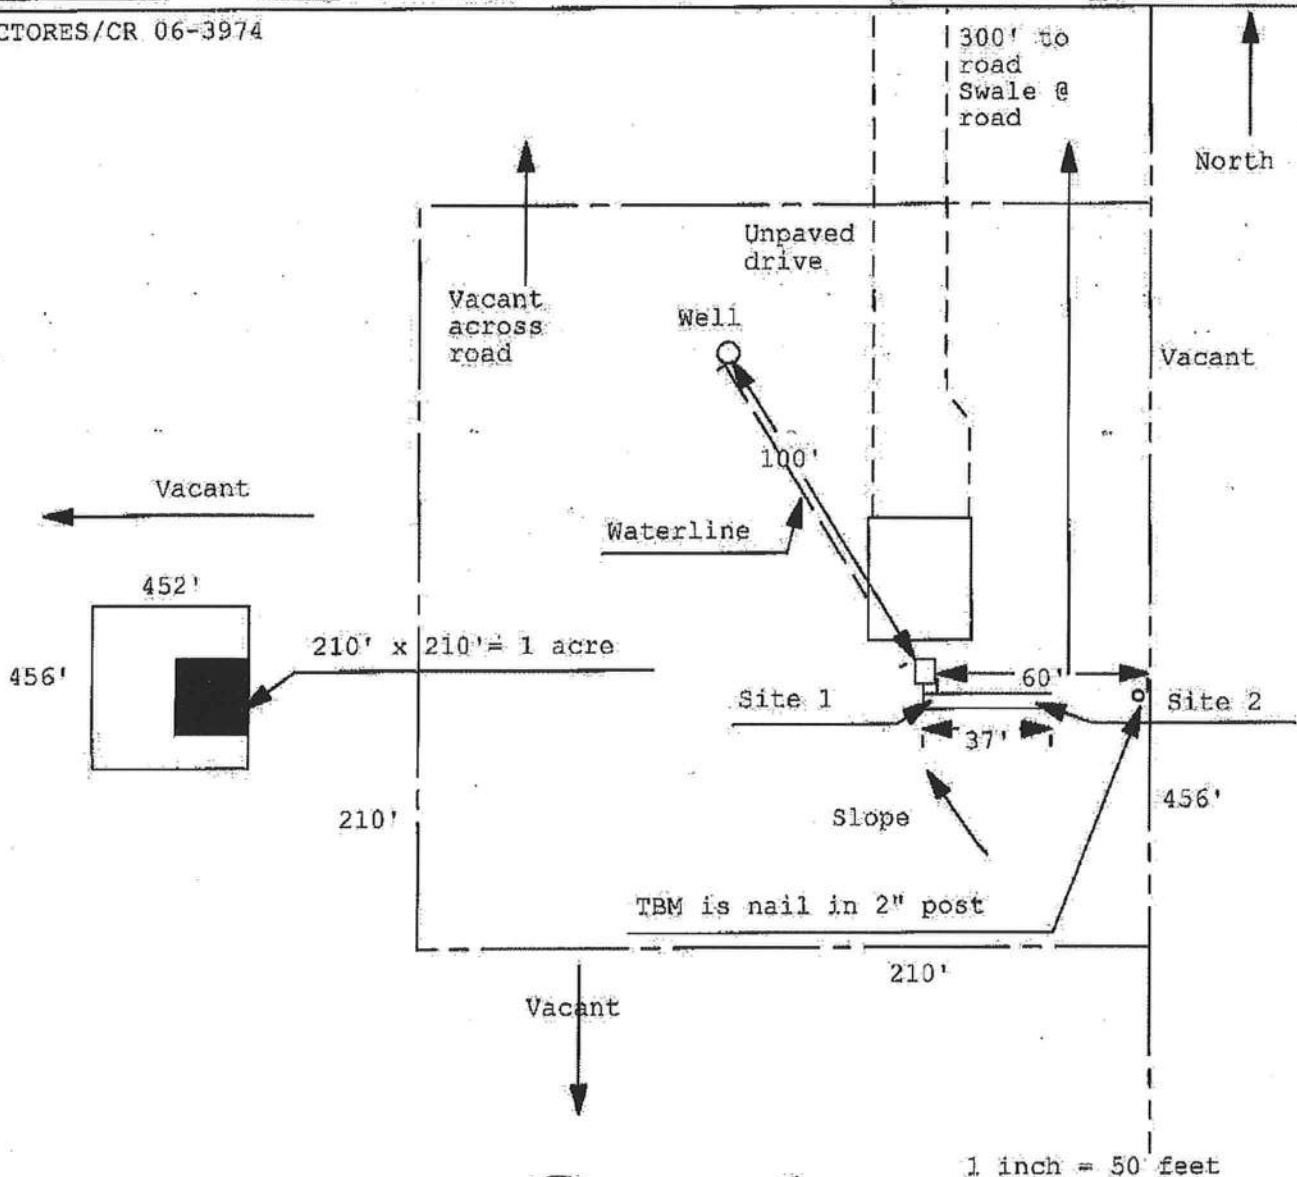 CTORES/CR 06-3974
300' to
road
Swale @
road
North
Unpaved
drive
Vacant
across
road
Well
Vacant
100'
Vacant
Waterline
452'
210' x 210' = 1 acre
456'
60'
Site 1
Site 2
37'
456'
210'
Slope
TBM is nail in 2" post
210'
Vacant
1 inch = 50 feet